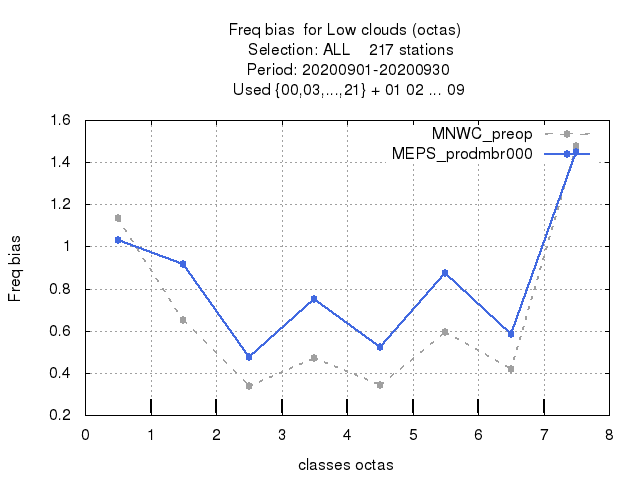 Freq bias  for Low clouds (octas)
Selection: ALL    217 stations
Period: 20200901-20200930
Used {00,03,...,21} + 01 02 ... 09
MNWC_preop
MEPS_prodmbr000
1.6
1.4
1.2
1
0.8
0.6
0.4
0.2
Freq bias
0 1 2 3 4 5 6 7 8
classes octas